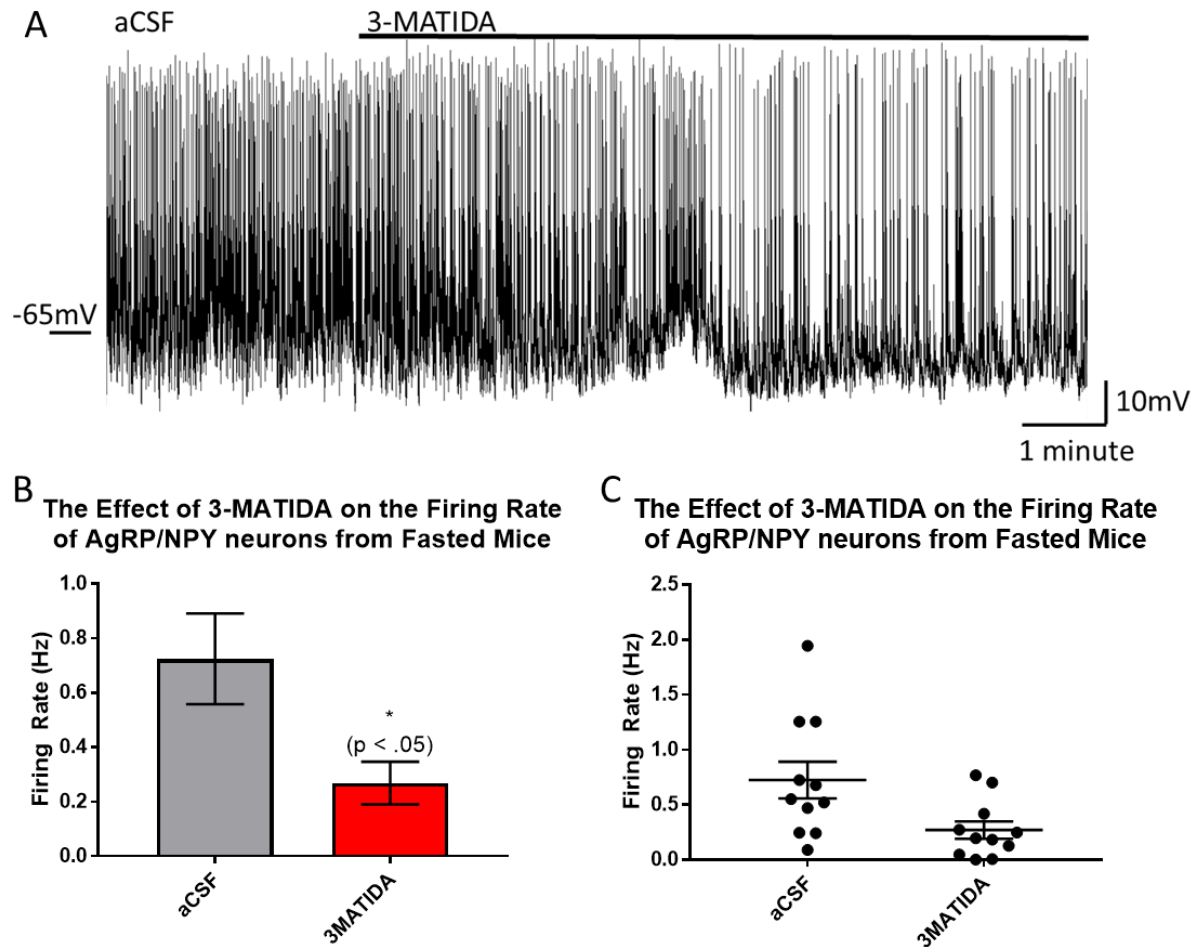 A
aCSF
3-MATIDA
-65mV
10mV
1 minute
B
The Effect of 3-MATIDA on the Firing Rate
of AgRP/NPY neurons from Fasted Mice
Firing Rate (Hz)
1.0
0.8
0.6
0.4
0.2
0.0
*
(p < .05)
aCSF
3MATIDA
C
The Effect of 3-MATIDA on the Firing Rate
of AgRP/NPY neurons from Fasted Mice
Firing Rate (Hz)
2.5
2.0
1.5
1.0
0.5
0.0
aCSF
3MATIDA